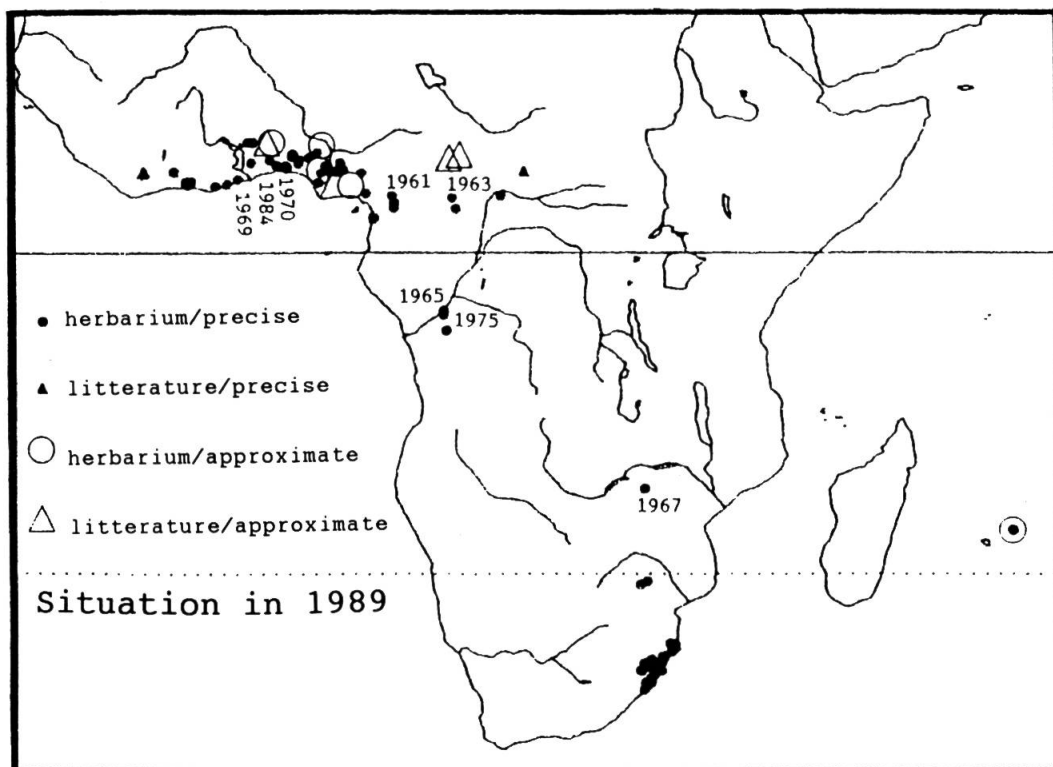 1961
1963
1969
1984
1970
1965
1975
herbarium/precise
litterature/precise
herbarium/approximate
litterature/approximate
1967
Situation in 1989